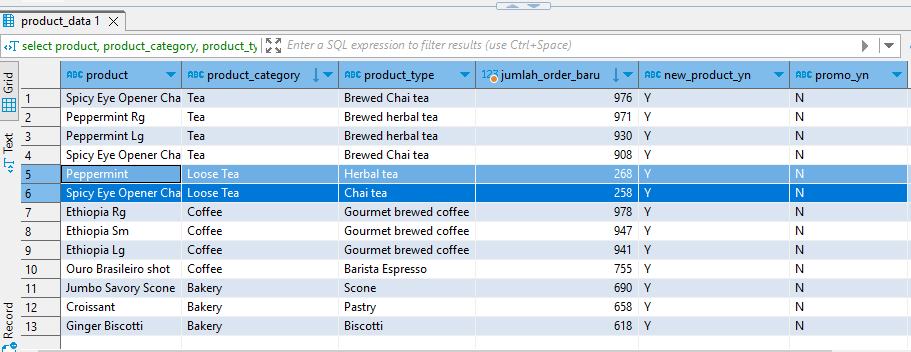 product_data 1
select product, product_category, product_ty
Enter a SQL expression to filter results (use Ctrl+Space)
Grid
Text
Record
ABC product ABC product_category ABC product_type 123 jumlah_order_baru ABC new_product_yn ABC promo_yn
1 Spicy Eye Opener Cha Tea Brewed Chai tea 976 Y N
2 Peppermint Rg Tea Brewed herbal tea 971 Y N
3 Peppermint Lg Tea Brewed herbal tea 930 Y N
4 Spicy Eye Opener Cha Tea Brewed Chai tea 908 Y N
5 Peppermint Loose Tea Herbal tea 268 Y N
6 Spicy Eye Opener Cha Loose Tea Chai tea 258 Y N
7 Ethiopia Rg Coffee Gourmet brewed coffee 978 Y N
8 Ethiopia Sm Coffee Gourmet brewed coffee 947 Y N
9 Ethiopia Lg Coffee Gourmet brewed coffee 941 Y N
10 Ouro Brasileiro shot Coffee Barista Espresso 755 Y N
11 Jumbo Savory Scone Bakery Scone 690 Y N
12 Croissant Bakery Pastry 658 Y N
13 Ginger Biscotti Bakery Biscotti 618 Y N